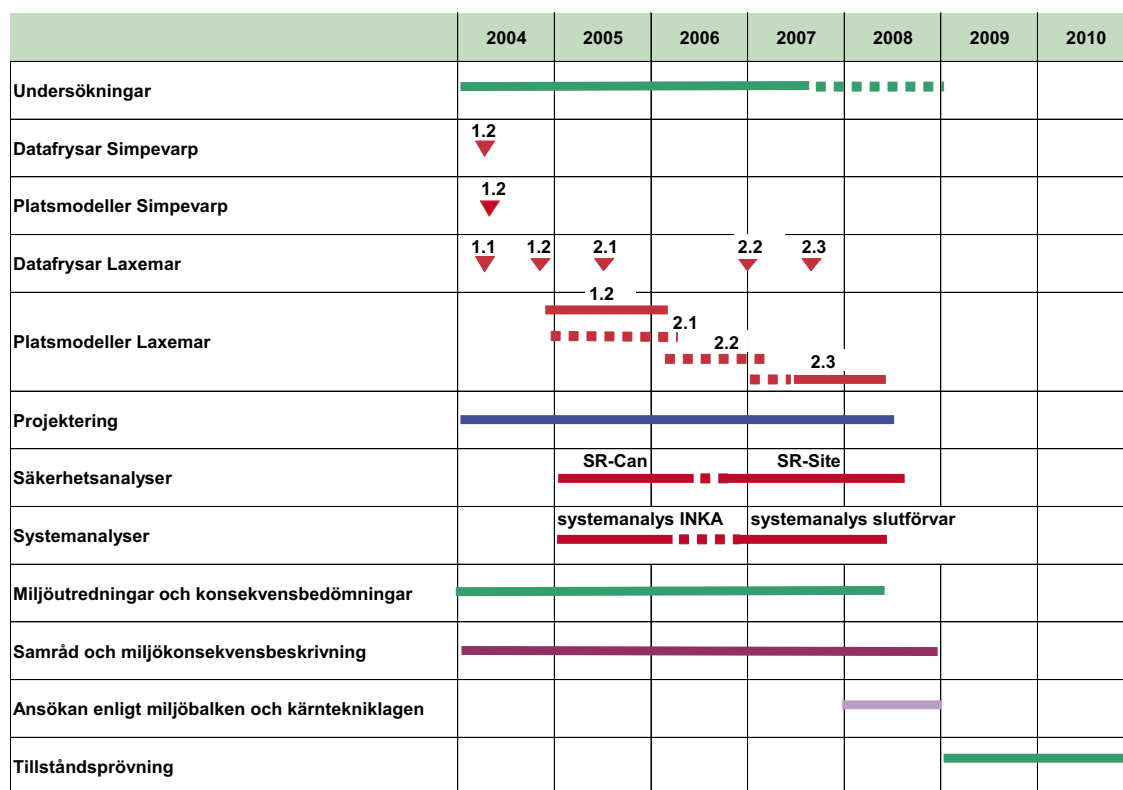 2004 2005 2006 2007 2008 2009 2010
Undersökningar
1.2
Datafrysar Simpevarp
1.2
Platsmodeller Simpevarp
1.1 1.2 2.1 2.2 2.3
Datafrysar Laxemar
1.2
2.1
Platsmodeller Laxemar
2.2
2.3
Projektering
SR-Can SR-Site
Säkerhetsanalyser
systemanalys INKA systemanalys slutförvar
Systemanalyser
Miljöutredningar och konsekvensbedömningar
Samråd och miljökonsekvensbeskrivning
Ansökan enligt miljöbalken och kärntekniklagen
Tillståndsprövning